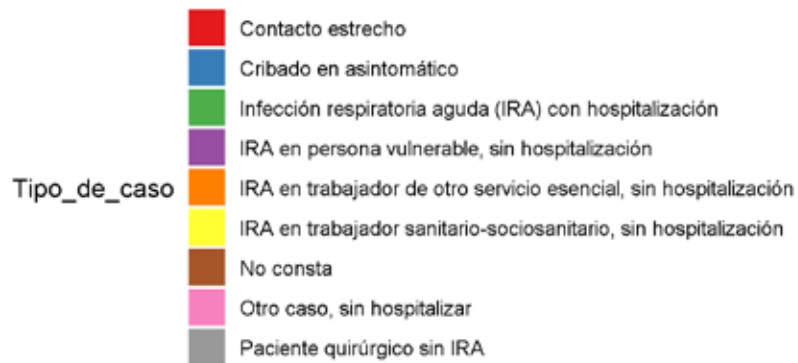 Contacto estrecho
Cribado en asintomático
Infección respiratoria aguda (IRA) con hospitalización
IRA en persona vulnerable, sin hospitalización
Tipo_de_caso
IRA en trabajador de otro servicio esencial, sin hospitalización
IRA en trabajador sanitario-sociosanitario, sin hospitalización
No consta
Otro caso, sin hospitalizar
Paciente quirúrgico sin IRA